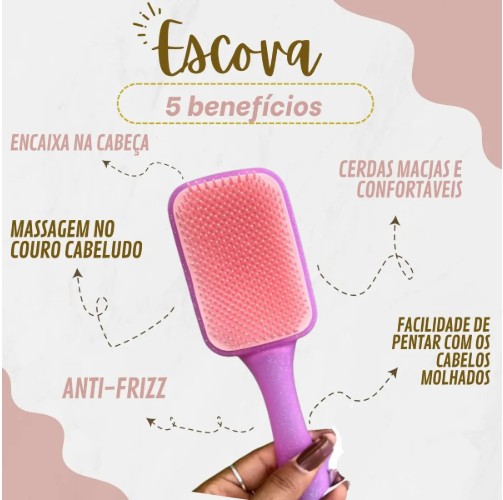 Escova
5 benefícios
ENCAIXA NA CABEÇA
CERDAS MACIAS E
CONFORTÁVEIS
MASSAGEM NO
COURO CABELUDO
FACILIDADE DE
PENTAR COM OS
CABELOS
MOLHADOS
ANTI-FRIZZ